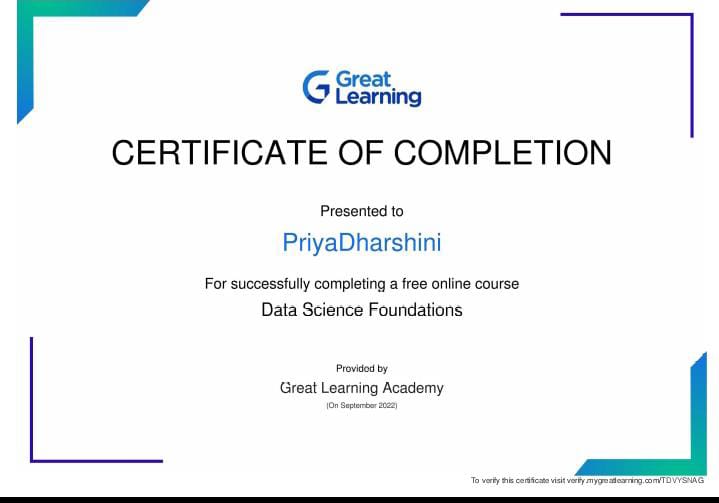 Great
Learning
CERTIFICATE OF COMPLETION
Presented to
PriyaDharshini
For successfully completing a free online course
Data Science Foundations
Provided by
Great Learning Academy
(On September 2022)
To verify this certificate visit verify.mygreatlearning.com/TDVYSNAG